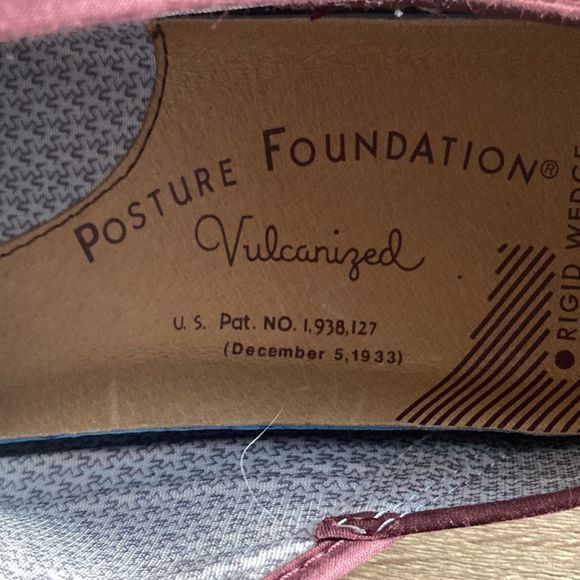 POSTURE FOUNDATION®
Vulcanized
U. S. Pat. NO. 1,938,127
(December 5,1933)
RIGID WEDGE